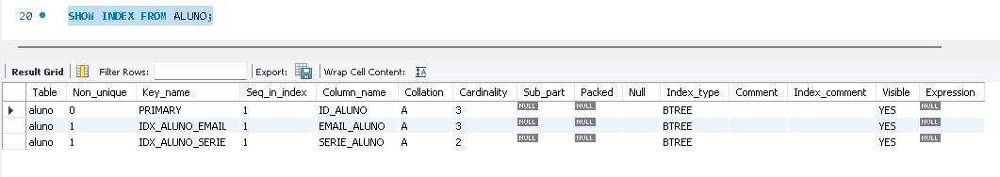 20 SHOW INDEX FROM ALUNO;
Result Grid Filter Rows: Export: Wrap Cell Content: IA
Table Non_unique Key_name Seq_in_index Column_name Collation Cardinality Sub_part Packed Null Index_type Comment Index_comment Visible Expression
aluno 0 PRIMARY 1 ID_ALUNO A 3 NULL NULL BTREE YES NULL
aluno 1 IDX_ALUNO_EMAIL 1 EMAIL_ALUNO A 3 NULL NULL BTREE YES NULL
aluno 1 IDX_ALUNO_SERIE 1 SERIE_ALUNO A 2 NULL NULL BTREE YES NULL